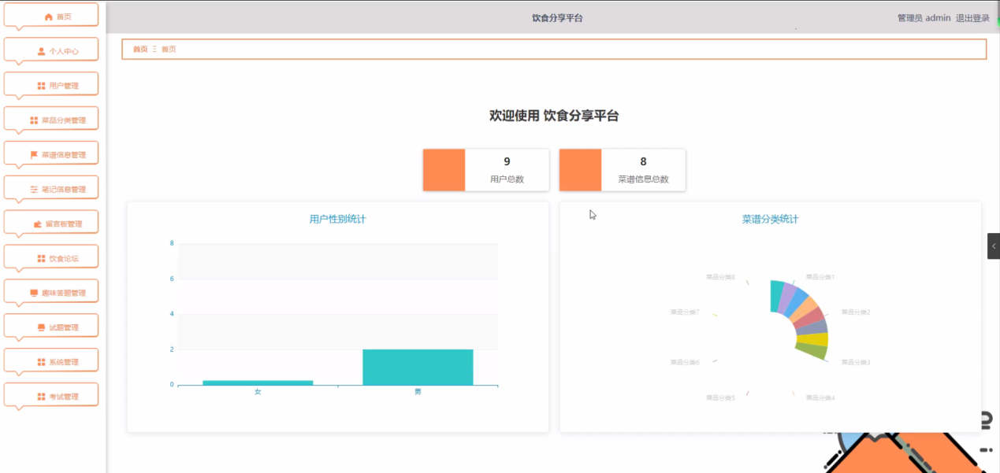 饮食分享平台
管理员 admin 退出登录
首页
个人中心
用户管理
菜品分类管理
菜谱信息管理
笔记信息管理
留言板管理
饮食论坛
趣味答题管理
试题管理
系统管理
考试管理
首页 Ξ 首页
欢迎使用 饮食分享平台
9
用户总数
8
菜谱信息总数
用户性别统计
8
6
4
2
0
女
男
菜谱分类统计
菜品分类8
菜品分类1
菜品分类7
菜品分类2
菜品分类6
菜品分类3
菜品分类5
菜品分类4